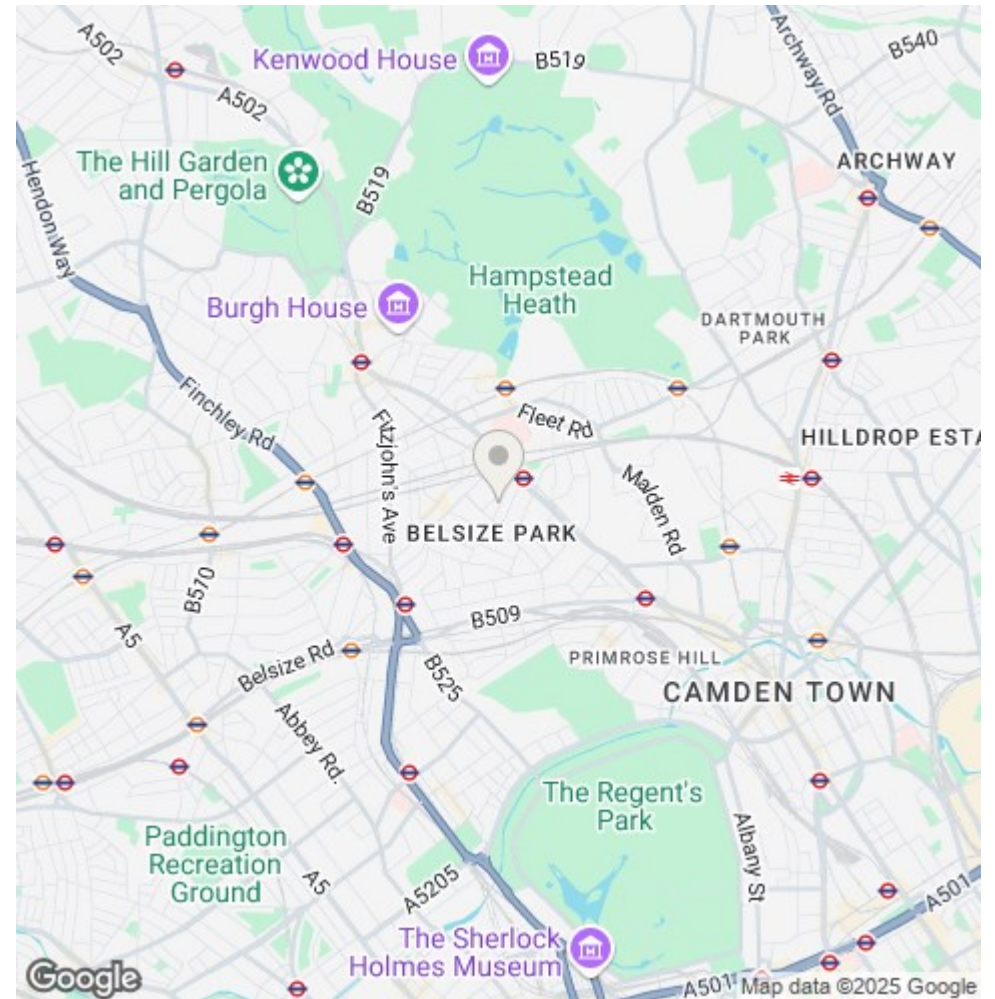 A502
Kenwood House
B519
B540
Archway Rd
A502
The Hill Garden
and Pergola
B519
ARCHWAY
Hendon Way
Hampstead
Heath
Burgh House
DARTMOUTH
PARK
Finchley Rd
Fitzjohn's Ave
Fleet Rd
HILLDROP ESTA
Malden Rd
BELSIZE PARK
B570
A5
B509
Belsize Rd
B525
PRIMROSE HILL
CAMDEN TOWN
Abbey Rd.
The Regent's
Park
Albany St
Paddington
Recreation
Ground
A5
A5205
A501
The Sherlock
Holmes Museum
A501
Google
Map data ©2025 Google